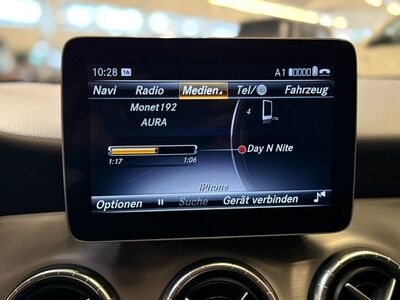 10:28 TA A1
Navi Radio Medien Tel/ Fahrzeug
Monet192
AURA
4
Day N Nite
1:17 1:06
iPhone
Optionen Suche Gerät verbinden